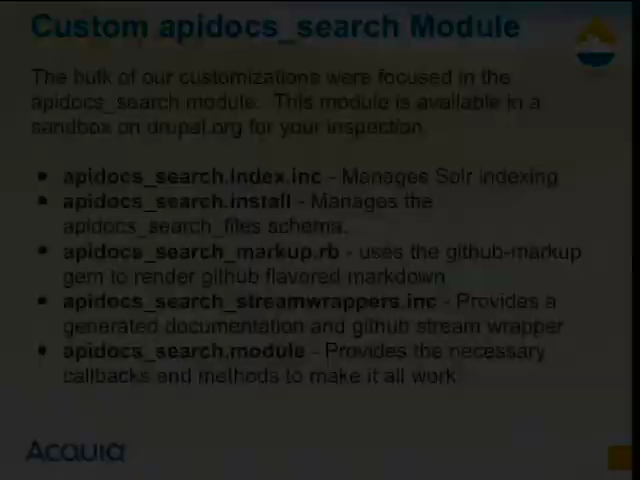 Custom apidocs_search Module
The bulk of our customizations were focused in the
apidocs_search module. This module is available in a
sandbox on drupal.org for your inspection.
• apidocs_search.index.inc - Manages Solr indexing
• apidocs_search.install - Manages the
apidocs_search_files schema.
• apidocs_search_markup.rb - uses the github-markup
gem to render github flavored markdown
• apidocs_search_streamwrappers.inc - Provides a
generated documentation and github stream wrapper
• apidocs_search.module - Provides the necessary
callbacks and methods to make it all work.
Acquia